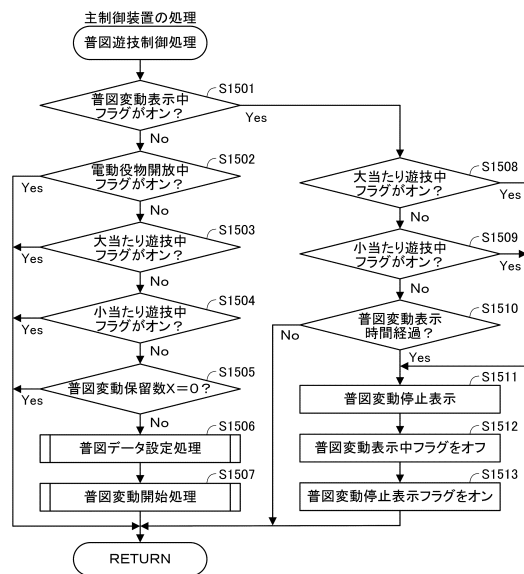 主制御装置の処理
普図遊技制御処理
S1501
普図変動表示中
フラグがオン？
Yes
No
S1502
電動役物開放中
フラグがオン？
Yes
No
S1503
大当たり遊技中
フラグがオン？
Yes
No
S1504
小当たり遊技中
フラグがオン？
Yes
No
S1505
普図変動保留数X＝0？
Yes
No
S1506
普図データ設定処理
S1507
普図変動開始処理
RETURN
S1508
大当たり遊技中
フラグがオン？
Yes
No
S1509
小当たり遊技中
フラグがオン？
Yes
No
S1510
普図変動表示
時間経過？
No
Yes
S1511
普図変動停止表示
S1512
普図変動表示中フラグをオフ
S1513
普図変動停止表示フラグをオン